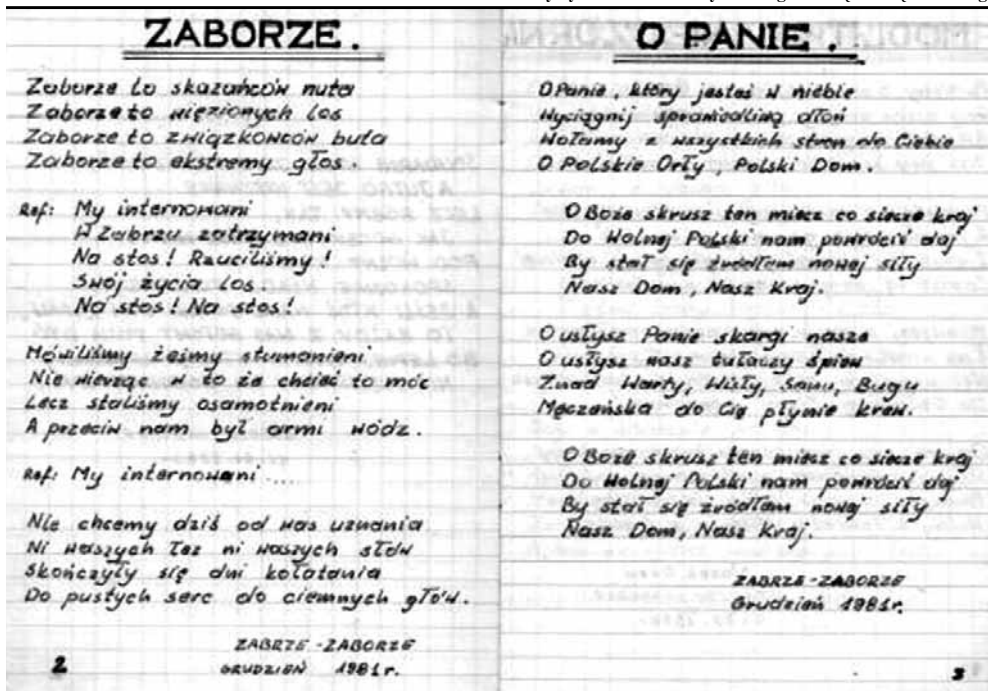 ZABORZE.
Zaborze to skazańców nuta
Zaborze to więzionych los
Zaborze to związkowców buta
Zaborze to ekstremy głos.
Ref: My internowani
W Zabrzu zatrzymani
Na stos! Rzuciliśmy!
Swój życia los
Na stos! Na stos!
Mówiliśmy żeśmy stumanieni
Nie wierząc w to że chcieć to móc
Lecz staliśmy osamotnieni
A przeciw nam był armi wódz.
Ref: My internowani .....
Nie chcemy dziś od was uznania
Ni waszych łez ni waszych słów
Skończyły się dni kołatania
Do pustych serc do ciemnych głów.
ZABRZE-ZABORZE
GRUDZIEŃ 1981r.
2
O PANIE.
O Panie, który jesteś w niebie
Wyciągnij sprawiedliwą dłoń
Wołamy z wszystkich stron do Ciebie
O Polskie Orły, Polski Dom.
O Boże skrusz ten miecz co siecze kraj
Do Wolnej Polski nam powrócić daj
By stał się źródłem nowej siły
Nasz Dom, Nasz Kraj.
O usłysz Panie skargi nasze
O usłysz nasz tułaczy śpiew
Znad Warty, Wisły, Sanu, Bugu
Męczeńska do Cię płynie krew.
O Boże skrusz ten miecz co siecze kraj
Do Wolnej Polski nam powrócić daj
By stał się źródłem nowej siły
Nasz Dom, Nasz Kraj.
ZABRZE-ZABORZE
Grudzień 1981r.
3